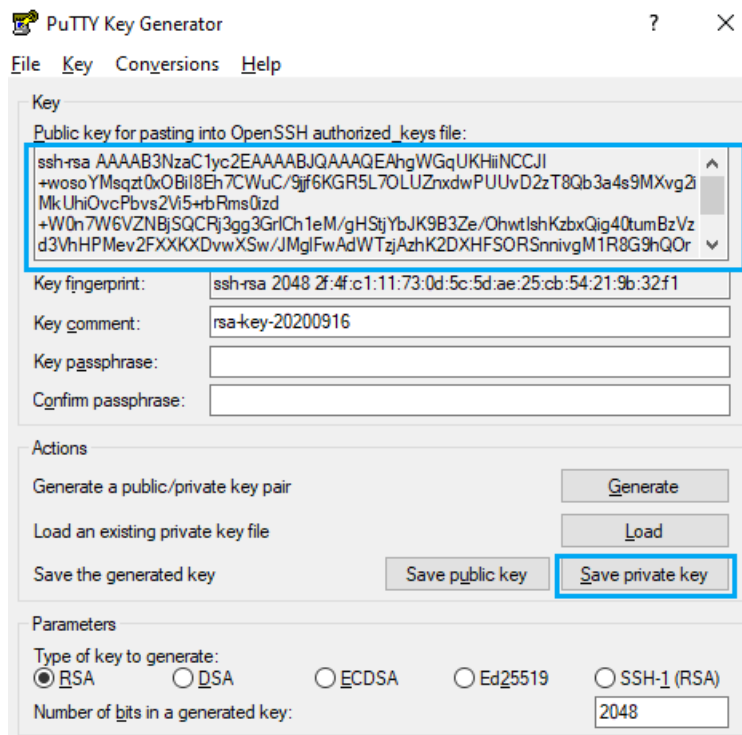 PuTTY Key Generator
?
File Key Conversions Help
Key
Public key for pasting into OpenSSH authorized_keys file:
ssh-rsa AAAAB3NzaC1yc2EAAAABJQAAAQEAhgWGqUKHiiNCCJI
+wosoYMsqzt0xOBiI8Eh7CWuC/9jjf6KGR5L7OLUZnxdwPUUvD2zT8Qb3a4s9MXvg2i
MkUhiOvcPbvs2Vi5+rbRms0izd
+W0n7W6VZNBjSQCRj3gg3GrlCh1eM/gHStjYbJK9B3Ze/OhwtIshKzbxQig40tumBzVz
d3VhHPMev2FXXKXDvwXSw/JMgIFwAdWTzjAzhK2DXHFSORSnnivgM1R8G9hQOr
Key fingerprint: ssh-rsa 2048 2f:4f:c1:11:73:0d:5c:5d:ae:25:cb:54:21:9b:32:f1
Key comment: rsa-key-20200916
Key passphrase:
Confirm passphrase:
Actions
Generate a public/private key pair Generate
Load an existing private key file Load
Save the generated key Save public key Save private key
Parameters
Type of key to generate:
RSA DSA ECDSA Ed25519 SSH-1 (RSA)
Number of bits in a generated key: 2048